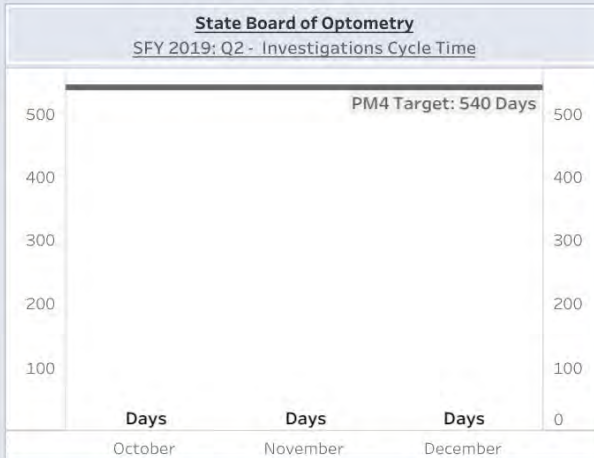 State Board of Optometry
SFY 2019: Q2 - Investigations Cycle Time
PM4 Target: 540 Days
500 500
400 400
300 300
200 200
100 100
Days Days Days 0
October November December